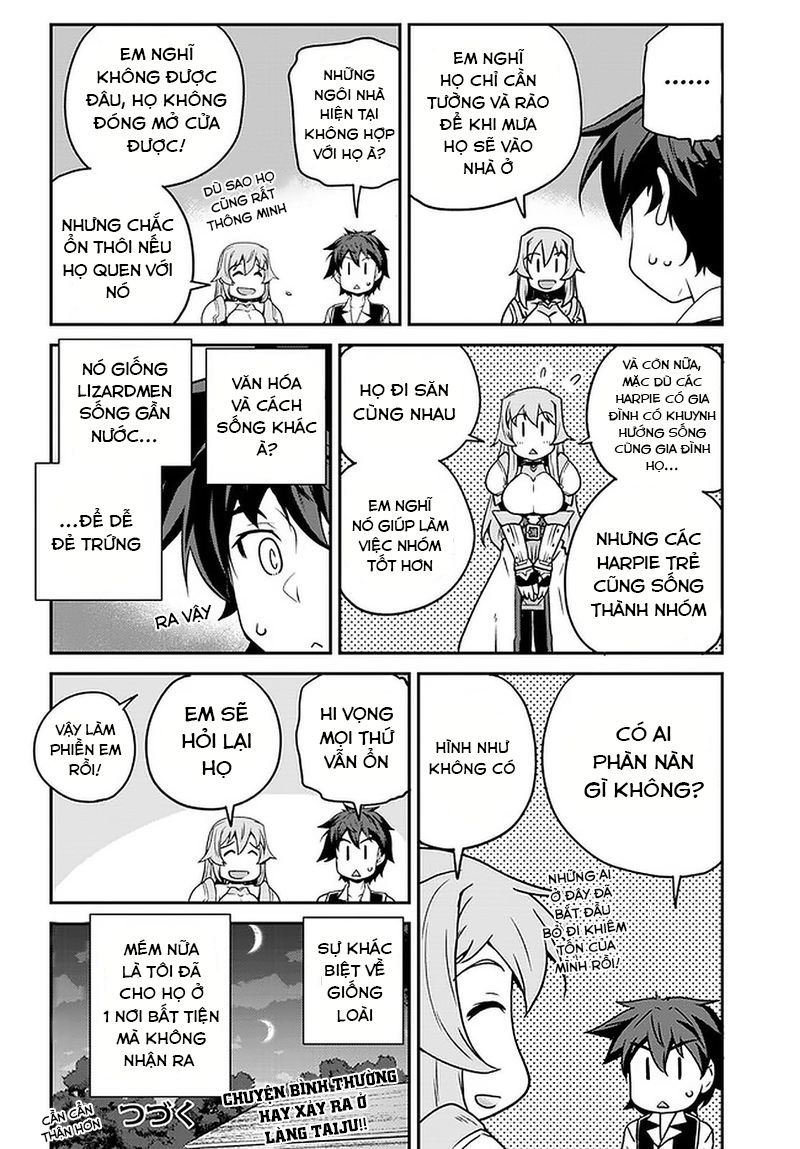 ......
EM NGHĨ
HỌ CHỈ CẦN
TƯỜNG VÀ RÀO
ĐỂ KHI MƯA
HỌ SẼ VÀO
NHÀ Ở
NHỮNG
NGÔI NHÀ
HIỆN TẠI
KHÔNG HỢP
VỚI HỌ À?
EM NGHĨ
KHÔNG ĐƯỢC
ĐÂU, HỌ KHÔNG
ĐÓNG MỞ CỬA
ĐƯỢC!
DÙ SAO HỌ
CŨNG RẤT
THÔNG MINH
NHƯNG CHẮC
ỔN THÔI NẾU
HỌ QUEN VỚI
NÓ
VÀ CÒN NỮA,
MẶC DÙ CÁC
HARPIE CÓ GIA
ĐÌNH CÓ KHUYNH
HƯỚNG SỐNG
CÙNG GIA ĐÌNH
HỌ...
NHƯNG CÁC
HARPIE TRẺ
CŨNG SỐNG
THÀNH NHÓM
HỌ ĐI SĂN
CÙNG NHAU
EM NGHĨ
NÓ GIÚP LÀM
VIỆC NHÓM
TỐT HƠN
VĂN HÓA
VÀ CÁCH
SỐNG KHÁC
À?
NÓ GIỐNG
LIZARDMEN
SỐNG GẦN
NƯỚC...
...ĐỂ DỄ
ĐẺ TRỨNG
RA VẬY
CÓ AI
PHÀN NÀN
GÌ KHÔNG?
HÌNH NHƯ
KHÔNG CÓ
NHỮNG AI
Ở ĐÂY ĐÃ
BẮT ĐẦU
BỎ ĐI KHIÊM
TỐN CỦA
MÌNH RỒI!
HI VỌNG
MỌI THỨ
VẪN ỔN
EM SẼ
HỎI LẠI
HỌ
VẬY LÀM
PHIỀN EM
RỒI!
SỰ KHÁC
BIỆT VỀ
GIỐNG
LOÀI
MÉM NỮA
LÀ TÔI ĐÃ
CHO HỌ Ở
1 NƠI BẤT TIỆN
MÀ KHÔNG
NHẬN RA
CHUYỆN BÌNH THƯỜNG
HAY XẢY RA Ở
LÀNG TAIJU!!
つづく
CẦN CẨN
THẬN HƠN